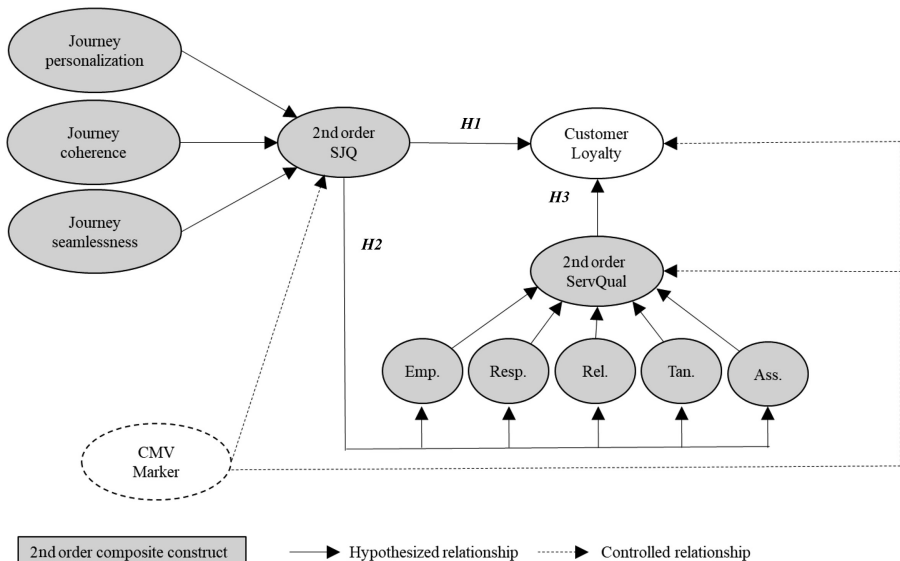 Journey
personalization
Journey
coherence
Journey
seamlessness
2nd order
SJQ
H1
Customer
Loyalty
H3
H2
2nd order
ServQual
Emp.
Resp.
Rel.
Tan.
Ass.
CMV
Marker
2nd order composite construct
Hypothesized relationship
Controlled relationship